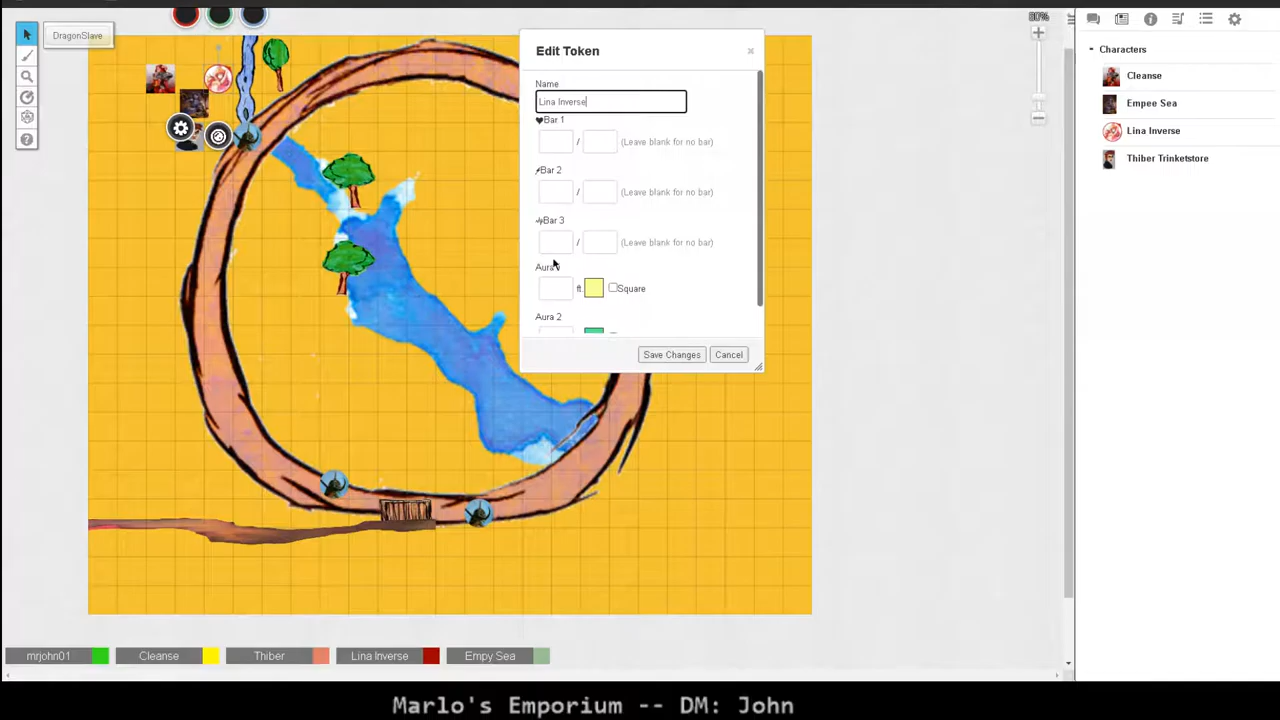 80%
DragonSlave
Edit Token
×
Name
Lina Inverse
Bar 1
/ (Leave blank for no bar)
Bar 2
/ (Leave blank for no bar)
Bar 3
/ (Leave blank for no bar)
Aura 1
ft. Square
Aura 2
Save Changes Cancel
Characters
Cleanse
Empee Sea
Lina Inverse
Thiber Trinketstore
mrjohn01 Cleanse Thiber Lina Inverse Empy Sea
Marlo's Emporium -- DM: John